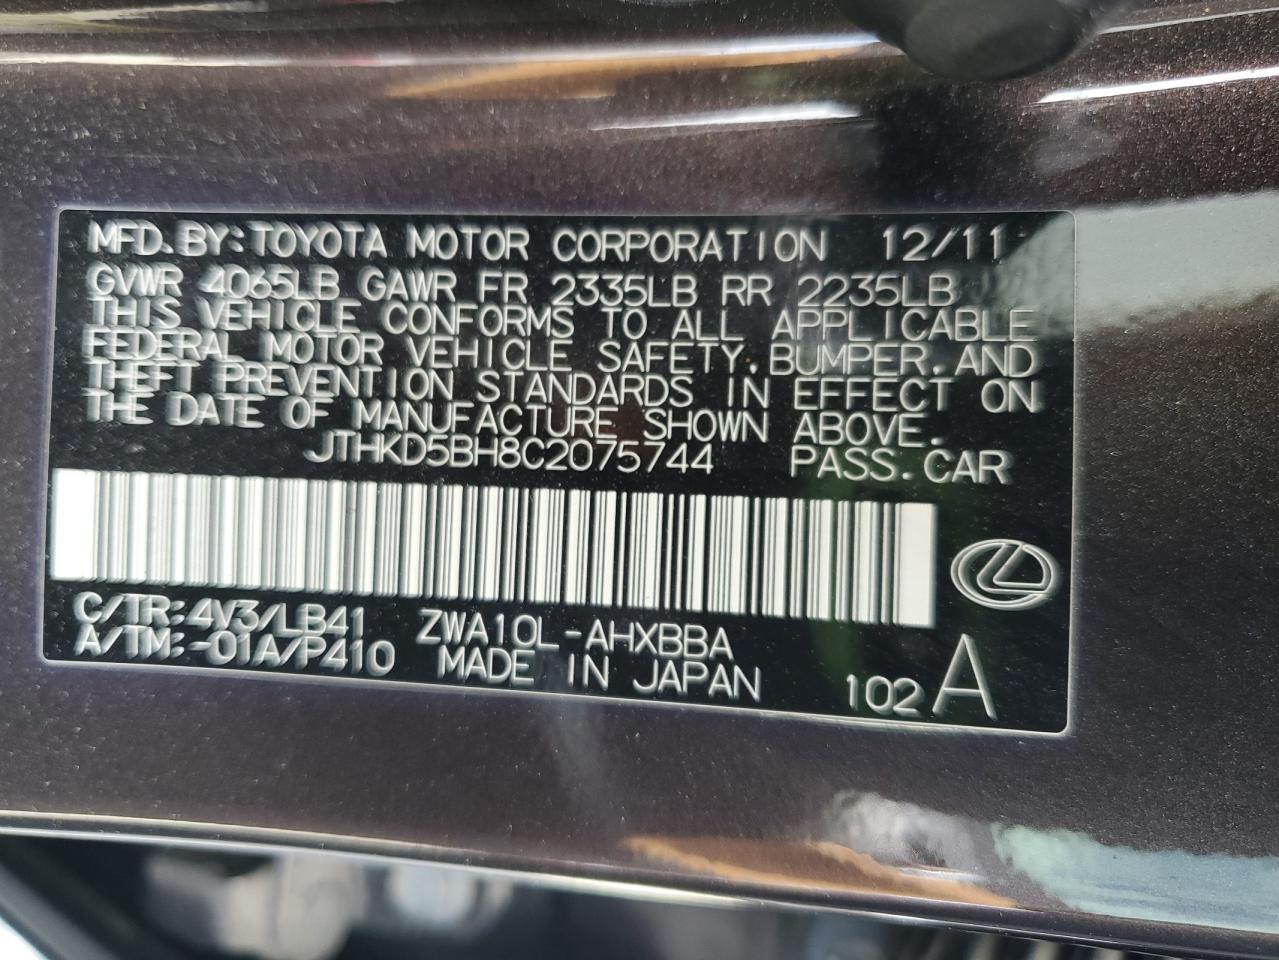 MFD.BY:TOYOTA MOTOR CORPORATION 12/11
GVWR 4065LB GAWR FR 2335LB RR 2235LB
THIS VEHICLE CONFORMS TO ALL APPLICABLE
FEDERAL MOTOR VEHICLE SAFETY,BUMPER,AND
THEFT PREVENTION STANDARDS IN EFFECT ON
THE DATE OF MANUFACTURE SHOWN ABOVE.
JTHKD5BH8C2075744 PASS.CAR
C/TR:4V3/LB41 ZWA10L-AHXBBA
A/TM:-01A/P410 MADE IN JAPAN
102 A